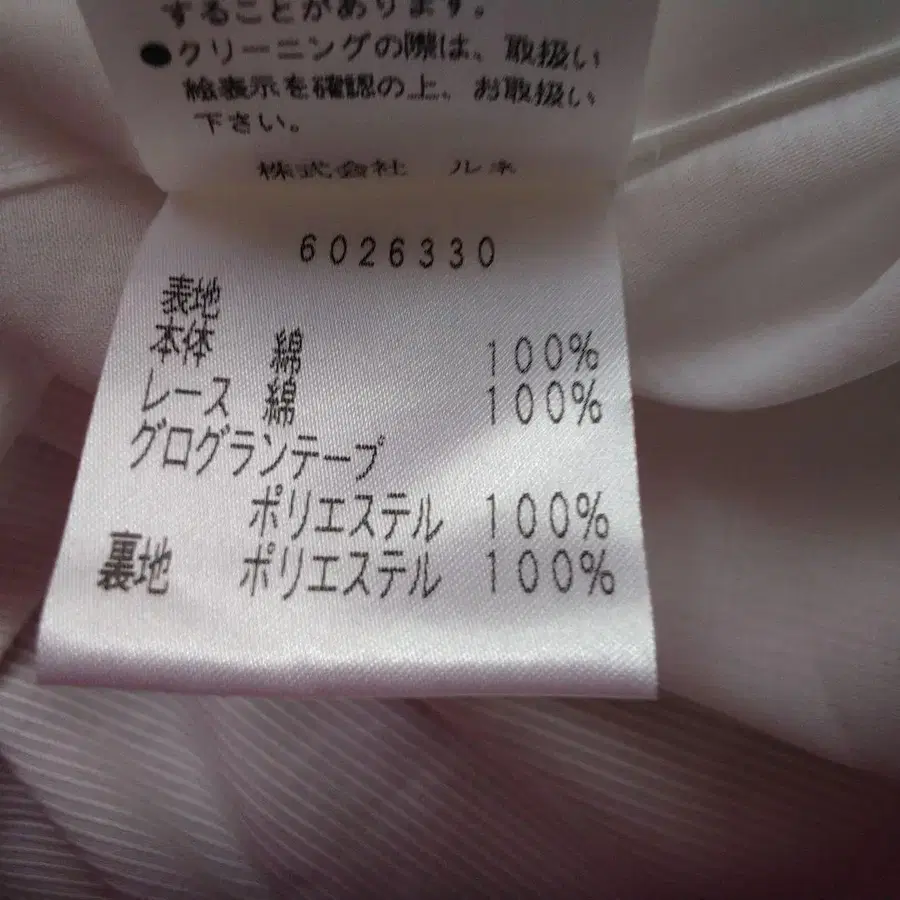 することがあります。
●クリーニングの際は、取扱い
絵表示を確認の上、お取扱い
下さい。
株式会社 ルネ
6026330
表地
本体 綿 100%
レース 綿 100%
グログランテープ
ポリエステル 100%
裏地 ポリエステル 100%